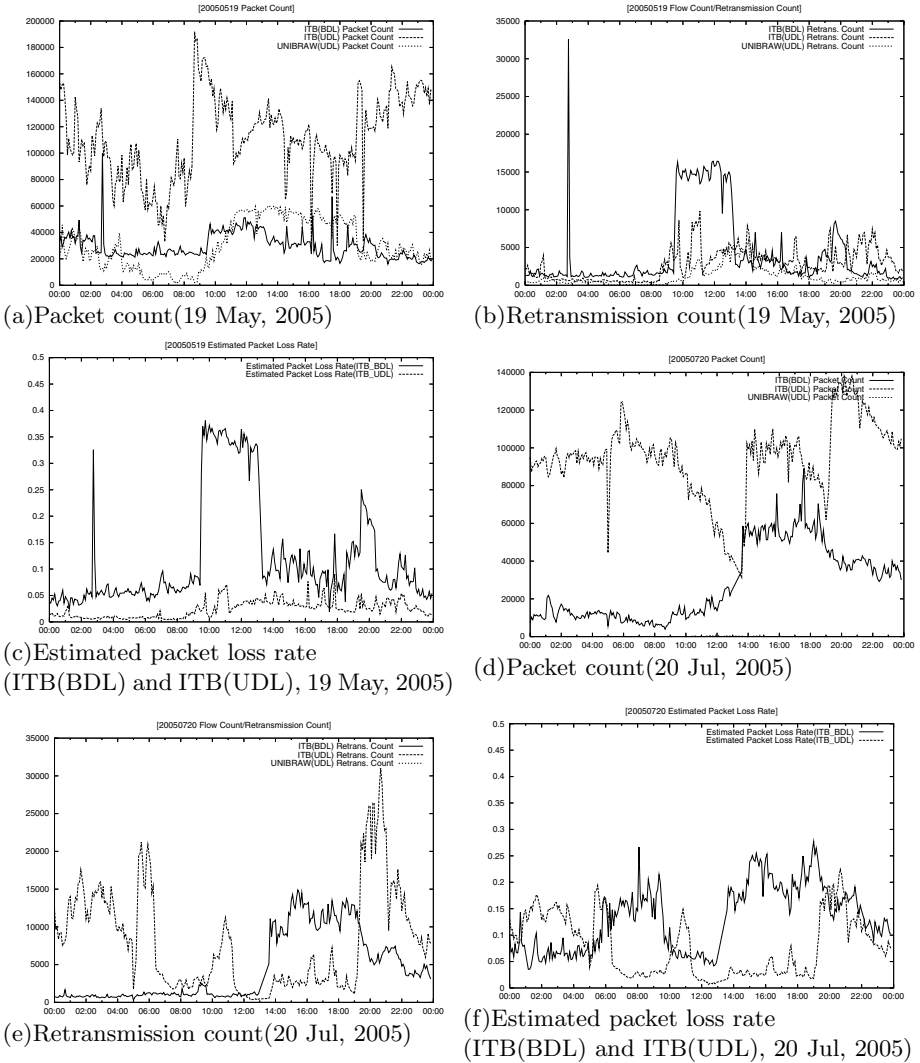 [20050519 Packet Count]
ITB(BDL) Packet Count
ITB(UDL) Packet Count
UNIBRAW(UDL) Packet Count
200000
180000
160000
140000
120000
100000
80000
60000
40000
20000
0
00:00 02:00 04:00 06:00 08:00 10:00 12:00 14:00 16:00 18:00 20:00 22:00 00:00
(a)Packet count(19 May, 2005)
[20050519 Flow Count/Retransmission Count]
ITB(BDL) Retrans. Count
ITB(UDL) Retrans. Count
UNIBRAW(UDL) Retrans. Count
35000
30000
25000
20000
15000
10000
5000
0
00:00 02:00 04:00 06:00 08:00 10:00 12:00 14:00 16:00 18:00 20:00 22:00 00:00
(b)Retransmission count(19 May, 2005)
[20050519 Estimated Packet Loss Rate]
Estimated Packet Loss Rate(ITB_BDL)
Estimated Packet Loss Rate(ITB_UDL)
0.5
0.45
0.4
0.35
0.3
0.25
0.2
0.15
0.1
0.05
0
00:00 02:00 04:00 06:00 08:00 10:00 12:00 14:00 16:00 18:00 20:00 22:00 00:00
(c)Estimated packet loss rate
(ITB(BDL) and ITB(UDL), 19 May, 2005)
[20050720 Packet Count]
ITB(BDL) Packet Count
ITB(UDL) Packet Count
UNIBRAW(UDL) Packet Count
140000
120000
100000
80000
60000
40000
20000
0
00:00 02:00 04:00 06:00 08:00 10:00 12:00 14:00 16:00 18:00 20:00 22:00 00:00
(d)Packet count(20 Jul, 2005)
[20050720 Flow Count/Retransmission Count]
ITB(BDL) Retrans. Count
ITB(UDL) Retrans. Count
UNIBRAW(UDL) Retrans. Count
35000
30000
25000
20000
15000
10000
5000
0
00:00 02:00 04:00 06:00 08:00 10:00 12:00 14:00 16:00 18:00 20:00 22:00 00:00
(e)Retransmission count(20 Jul, 2005)
[20050720 Estimated Packet Loss Rate]
Estimated Packet Loss Rate(ITB_BDL)
Estimated Packet Loss Rate(ITB_UDL)
0.5
0.45
0.4
0.35
0.3
0.25
0.2
0.15
0.1
0.05
0
00:00 02:00 04:00 06:00 08:00 10:00 12:00 14:00 16:00 18:00 20:00 22:00 00:00
(f)Estimated packet loss rate
(ITB(BDL) and ITB(UDL), 20 Jul, 2005)